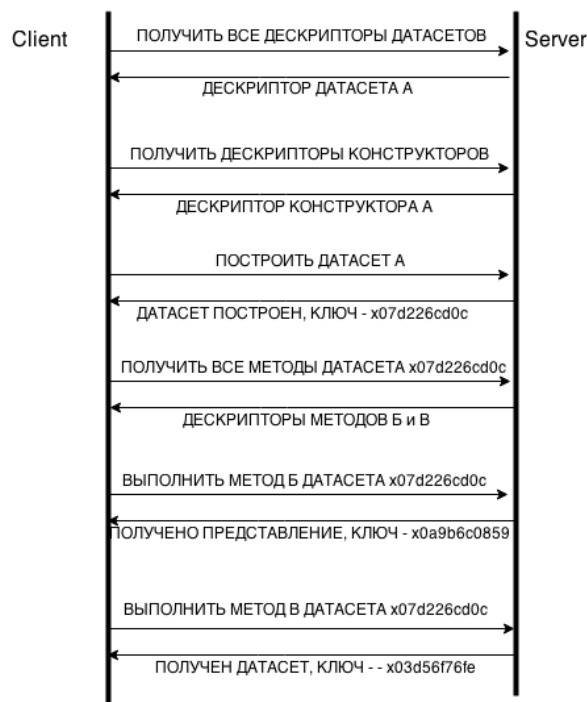 Client
Server
ПОЛУЧИТЬ ВСЕ ДЕСКРИПТОРЫ ДАТАСЕТОВ
ДЕСКРИПТОР ДАТАСЕТА А
ПОЛУЧИТЬ ДЕСКРИПТОРЫ КОНСТРУКТОРОВ
ДЕСКРИПТОР КОНСТРУКТОРА А
ПОСТРОИТЬ ДАТАСЕТ А
ДАТАСЕТ ПОСТРОЕН, КЛЮЧ - x07d226cd0c
ПОЛУЧИТЬ ВСЕ МЕТОДЫ ДАТАСЕТА x07d226cd0c
ДЕСКРИПТОРЫ МЕТОДОВ Б и В
ВЫПОЛНИТЬ МЕТОД Б ДАТАСЕТА x07d226cd0c
ПОЛУЧЕНО ПРЕДСТАВЛЕНИЕ, КЛЮЧ - x0a9b6c0859
ВЫПОЛНИТЬ МЕТОД В ДАТАСЕТА x07d226cd0c
ПОЛУЧЕН ДАТАСЕТ, КЛЮЧ - - x03d56f76fe